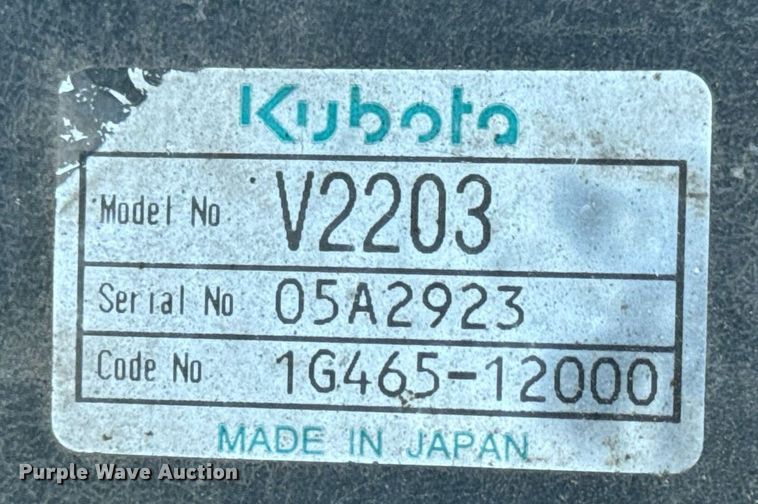 Kubota
Model No V2203
Serial No 05A2923
Code No 1G465-12000
MADE IN JAPAN
Purple Wave Auction